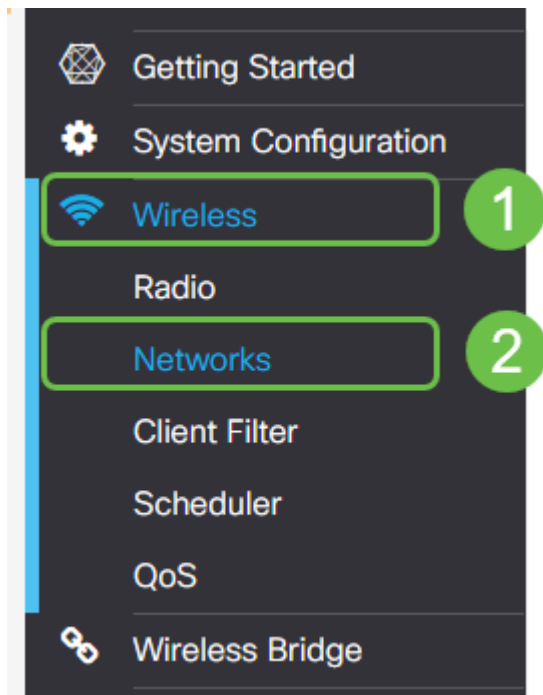 Getting Started
System Configuration
Wireless 1
Radio
Networks 2
Client Filter
Scheduler
QoS
Wireless Bridge